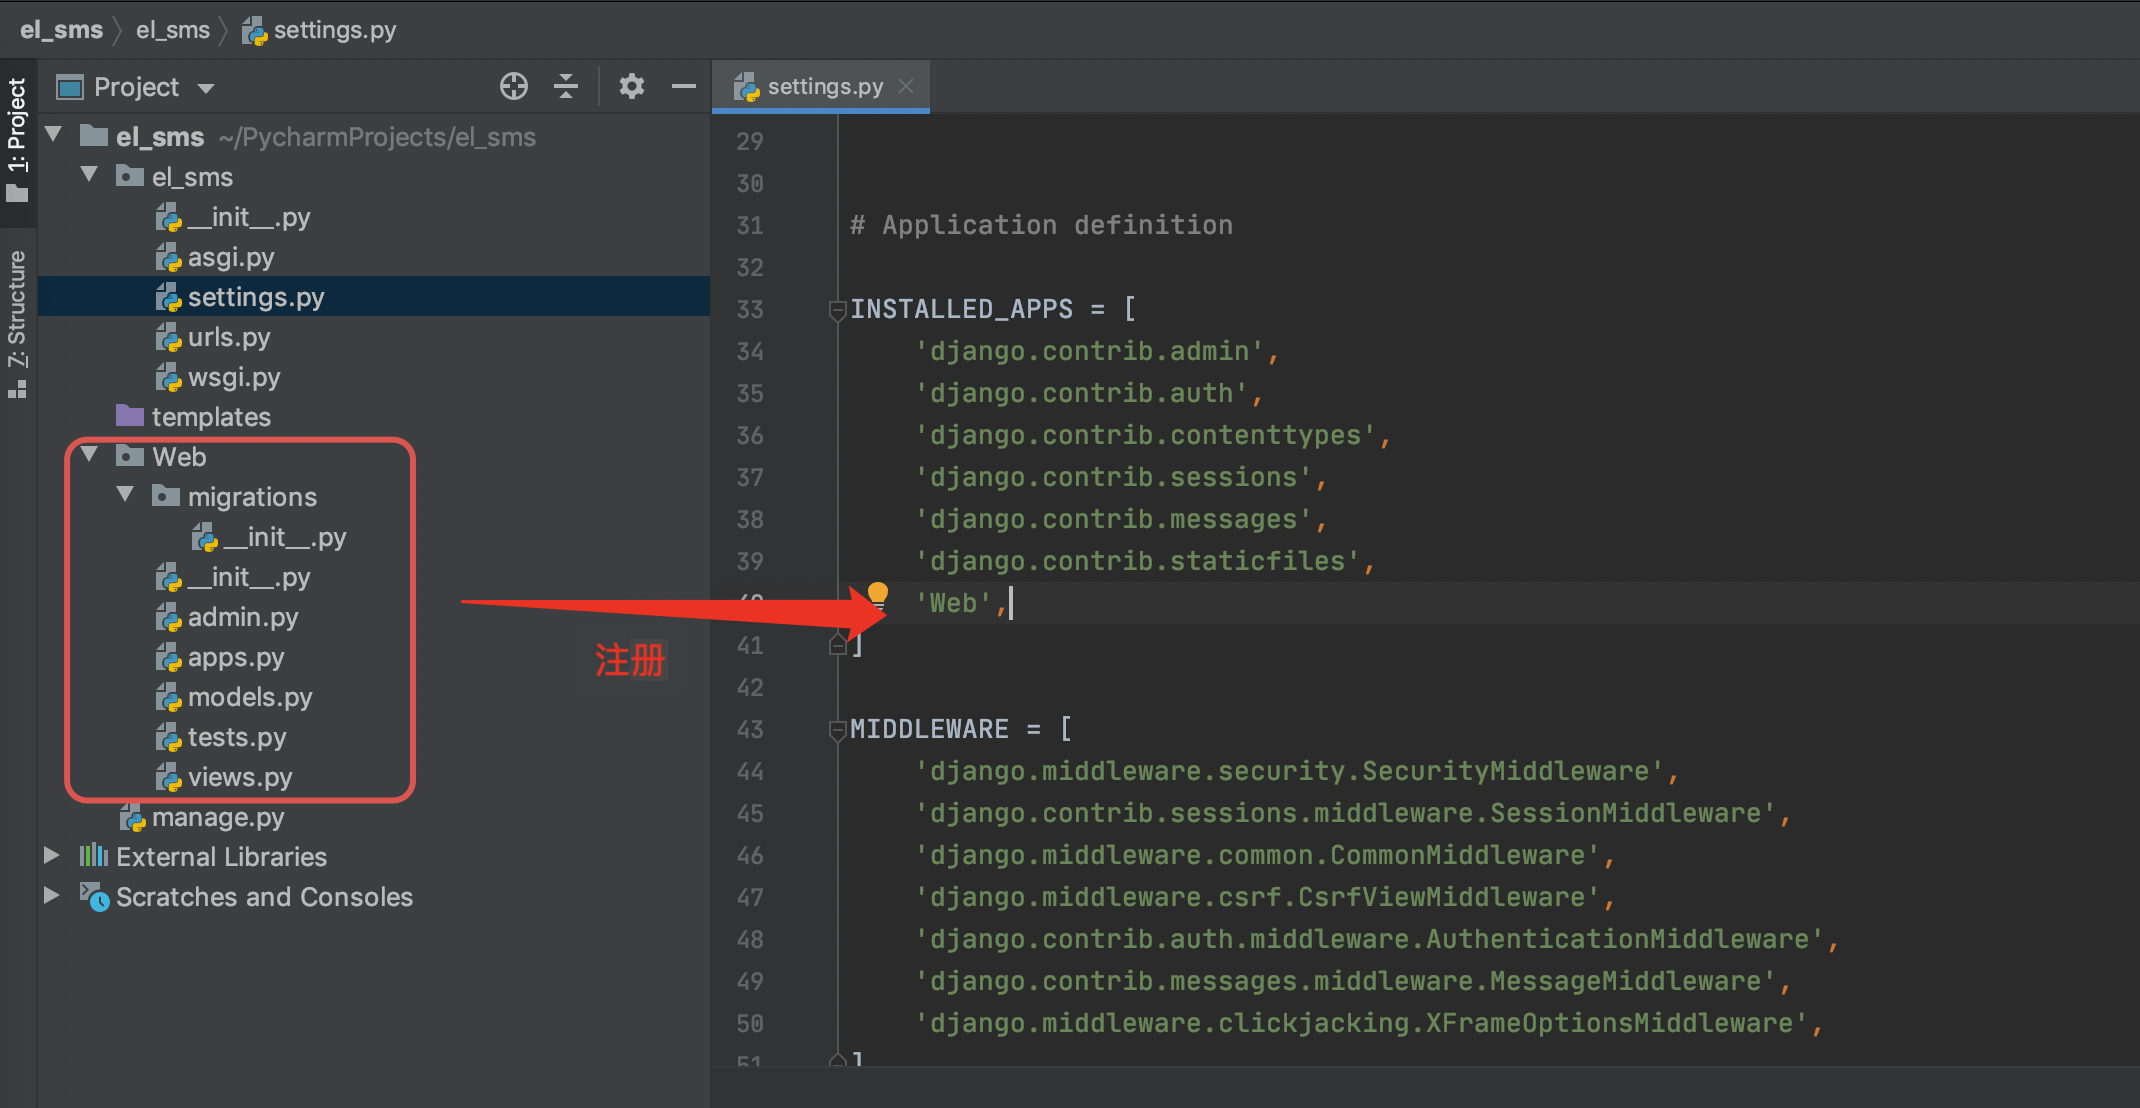 el_sms el_sms settings.py
1: Project
7: Structure
Project
el_sms ~/PycharmProjects/el_sms
el_sms
__init__.py
asgi.py
settings.py
urls.py
wsgi.py
templates
Web
migrations
__init__.py
__init__.py
admin.py
apps.py
models.py
tests.py
views.py
manage.py
External Libraries
Scratches and Consoles
注册
settings.py
29
30
31 # Application definition
32
33 INSTALLED_APPS = [
34 'django.contrib.admin',
35 'django.contrib.auth',
36 'django.contrib.contenttypes',
37 'django.contrib.sessions',
38 'django.contrib.messages',
39 'django.contrib.staticfiles',
40 'Web',
41 ]
42
43 MIDDLEWARE = [
44 'django.middleware.security.SecurityMiddleware',
45 'django.contrib.sessions.middleware.SessionMiddleware',
46 'django.middleware.common.CommonMiddleware',
47 'django.middleware.csrf.CsrfViewMiddleware',
48 'django.contrib.auth.middleware.AuthenticationMiddleware',
49 'django.contrib.messages.middleware.MessageMiddleware',
50 'django.middleware.clickjacking.XFrameOptionsMiddleware',
51 ]